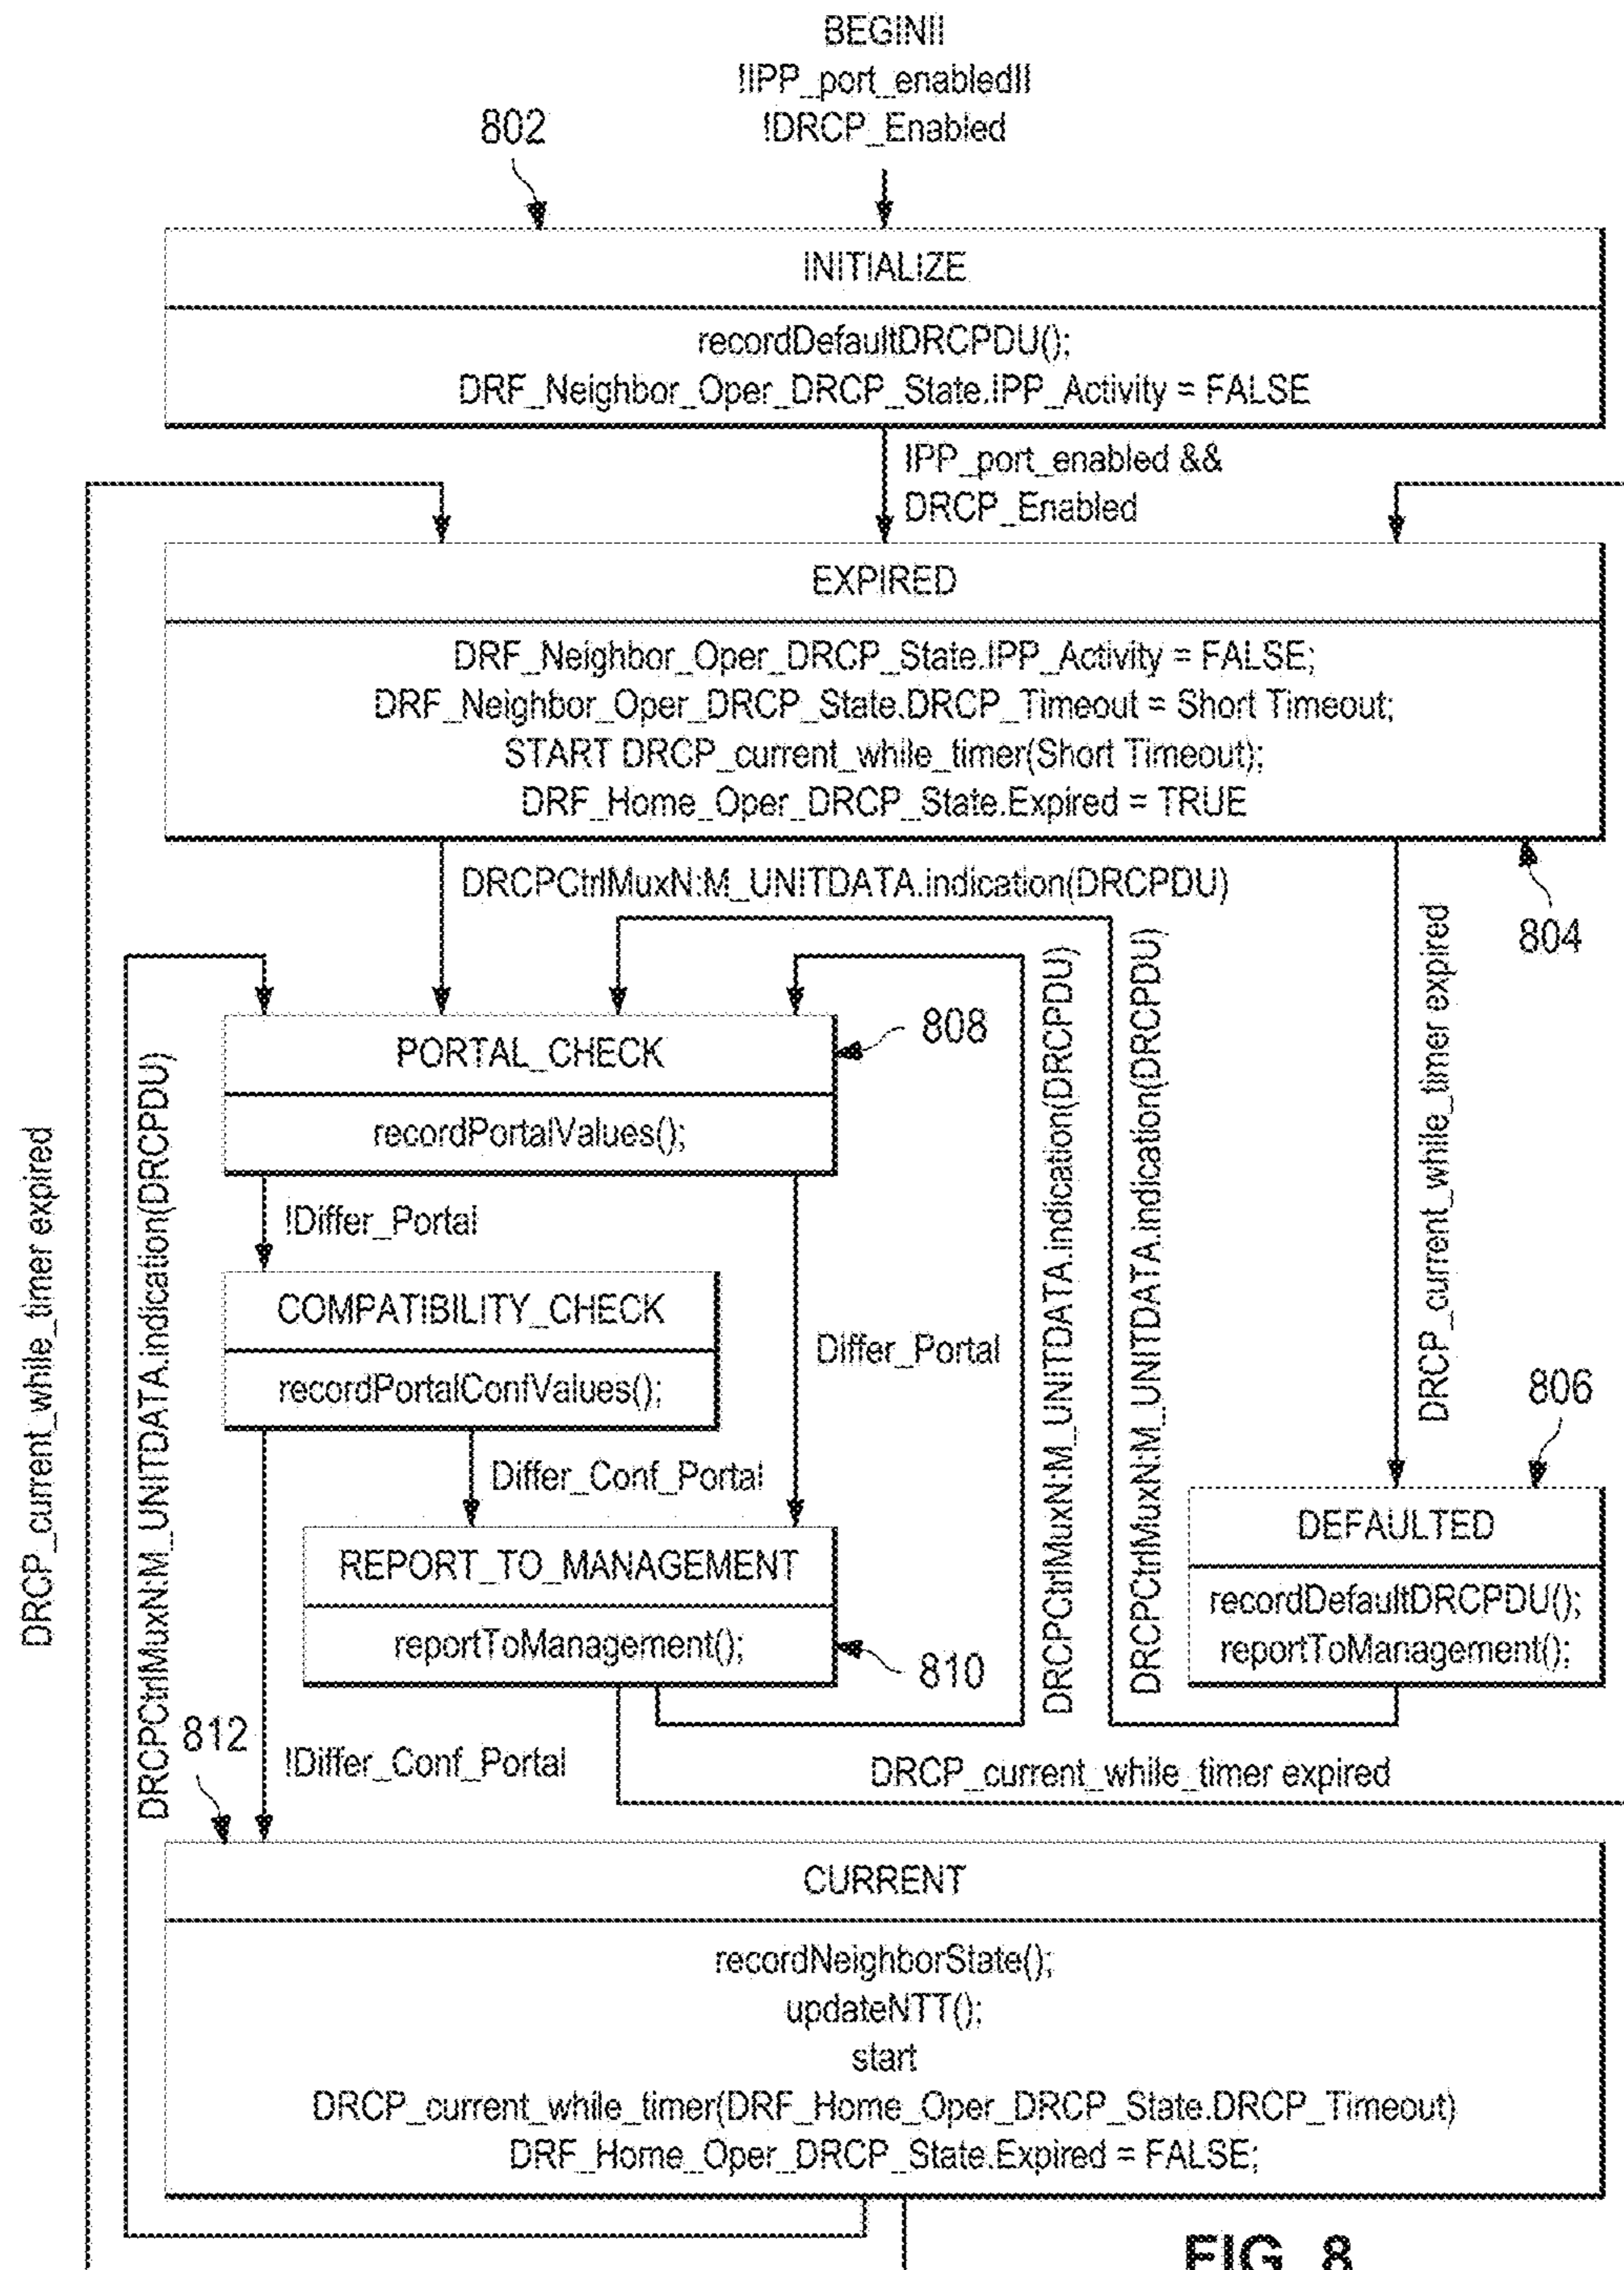 BEGIN||
!IPP_port_enabled||
!DRCP_Enabled
802
INITIALIZE
recordDefaultDRCPDU();
DRF_Neighbor_Oper_DRCP_State.IPP_Activity = FALSE
IPP_port_enabled &&
DRCP_Enabled
EXPIRED
DRF_Neighbor_Oper_DRCP_State.IPP_Activity = FALSE;
DRF_Neighbor_Oper_DRCP_State.DRCP_Timeout = Short Timeout;
START DRCP_current_while_timer(Short Timeout);
DRF_Home_Oper_DRCP_State.Expired = TRUE
804
DRCPCtrlMuxN:M_UNITDATA.indication(DRCPDU)
DRCP_current_while_timer expired
DRCPCtrlMuxN:M_UNITDATA.indication(DRCPDU)
PORTAL_CHECK
recordPortalValues();
808
DRCPCtrlMuxN:M_UNITDATA.indication(DRCPDU)
DRCPCtrlMuxN:M_UNITDATA.indication(DRCPDU)
DRCP_current_while_timer expired
!Differ_Portal
Differ_Portal
COMPATIBILITY_CHECK
recordPortalConfValues();
Differ_Conf_Portal
806
DEFAULTED
recordDefaultDRCPDU();
reportToManagement();
REPORT_TO_MANAGEMENT
reportToManagement();
810
812
!Differ_Conf_Portal
DRCP_current_while_timer expired
CURRENT
recordNeighborState();
updateNTT();
start
DRCP_current_while_timer(DRF_Home_Oper_DRCP_State.DRCP_Timeout)
DRF_Home_Oper_DRCP_State.Expired = FALSE;
FIG. 8